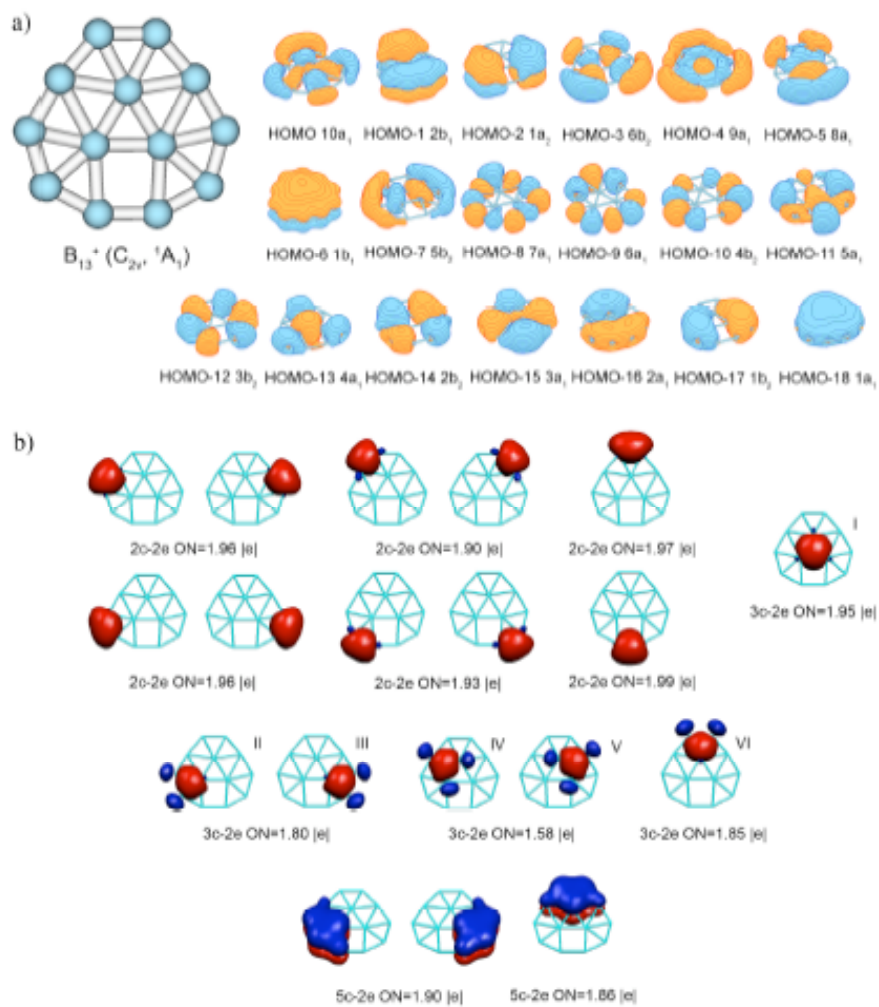 a)
HOMO 10a₁ HOMO-1 2b₁ HOMO-2 1a₂ HOMO-3 6b₂ HOMO-4 9a₁ HOMO-5 8a₁
B₁₃⁺ (C₂ᵥ, ¹A₁)
HOMO-6 1b₁ HOMO-7 5b₂ HOMO-8 7a₁ HOMO-9 6a₁ HOMO-10 4b₂ HOMO-11 5a₁
HOMO-12 3b₂ HOMO-13 4a₁ HOMO-14 2b₂ HOMO-15 3a₁ HOMO-16 2a₁ HOMO-17 1b₂ HOMO-18 1a₁
b)
2c-2e ON=1.96 |e| 2c-2e ON=1.90 |e| 2c-2e ON=1.97 |e|
I
3c-2e ON=1.95 |e|
2c-2e ON=1.96 |e| 2c-2e ON=1.93 |e| 2c-2e ON=1.99 |e|
II III IV V VI
3c-2e ON=1.80 |e| 3c-2e ON=1.58 |e| 3c-2e ON=1.85 |e|
5c-2e ON=1.90 |e| 5c-2e ON=1.86 |e|